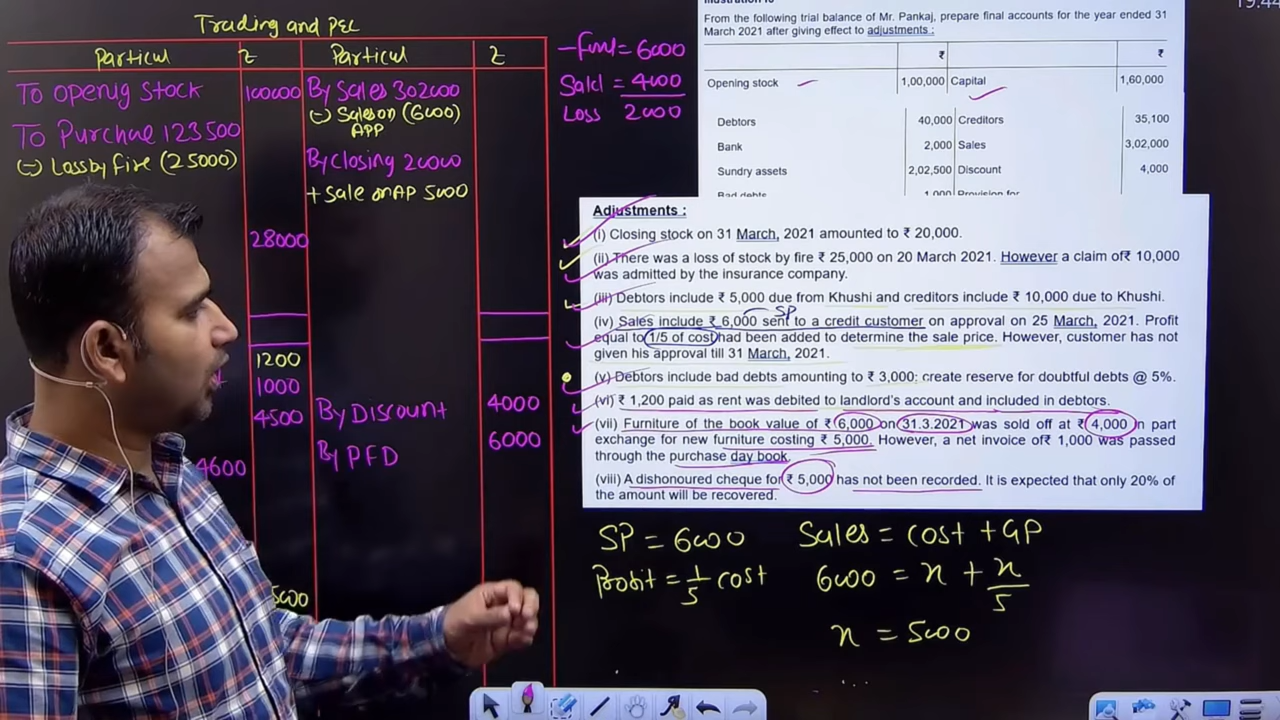 19:44
Trading and P&L
Particul ₹ Particul ₹
To openig stock 100000 By Sales 302000
(-) Sales on (6000)
APP
To Purchae 123500
(-) Loss by fire (25000)
By closing 20000
+ Sale on AP 5000
28000
1200
1000
4500 By Discount 4000
4600 By PFD 6000
5000
- Furn = 6000
Sald = 4000
Loss 2000
From the following trial balance of Mr. Pankaj, prepare final accounts for the year ended 31
March 2021 after giving effect to adjustments :
₹ ₹
Opening stock 1,00,000 Capital 1,60,000
Debtors 40,000 Creditors 35,100
Bank 2,000 Sales 3,02,000
Sundry assets 2,02,500 Discount 4,000
Bad debts 1,000 Provision for
Adjustments :
(i) Closing stock on 31 March, 2021 amounted to ₹ 20,000.
(ii) There was a loss of stock by fire ₹ 25,000 on 20 March 2021. However a claim of₹ 10,000
was admitted by the insurance company.
(iii) Debtors include ₹ 5,000 due from Khushi and creditors include ₹ 10,000 due to Khushi.
SP
(iv) Sales include ₹ 6,000 sent to a credit customer on approval on 25 March, 2021. Profit
equal to 1/5 of cost had been added to determine the sale price. However, customer has not
given his approval till 31 March, 2021.
(v) Debtors include bad debts amounting to ₹ 3,000; create reserve for doubtful debts @ 5%.
(vi) ₹ 1,200 paid as rent was debited to landlord's account and included in debtors.
(vii) Furniture of the book value of ₹ 6,000 on 31.3.2021 was sold off at ₹ 4,000 in part
exchange for new furniture costing ₹ 5,000. However, a net invoice of₹ 1,000 was passed
through the purchase day book.
(viii) A dishonoured cheque for ₹ 5,000 has not been recorded. It is expected that only 20% of
the amount will be recovered.
SP = 6000 Sales = Cost + GP
Profit = 1/5 cost 6000 = x + x/5
x = 5000